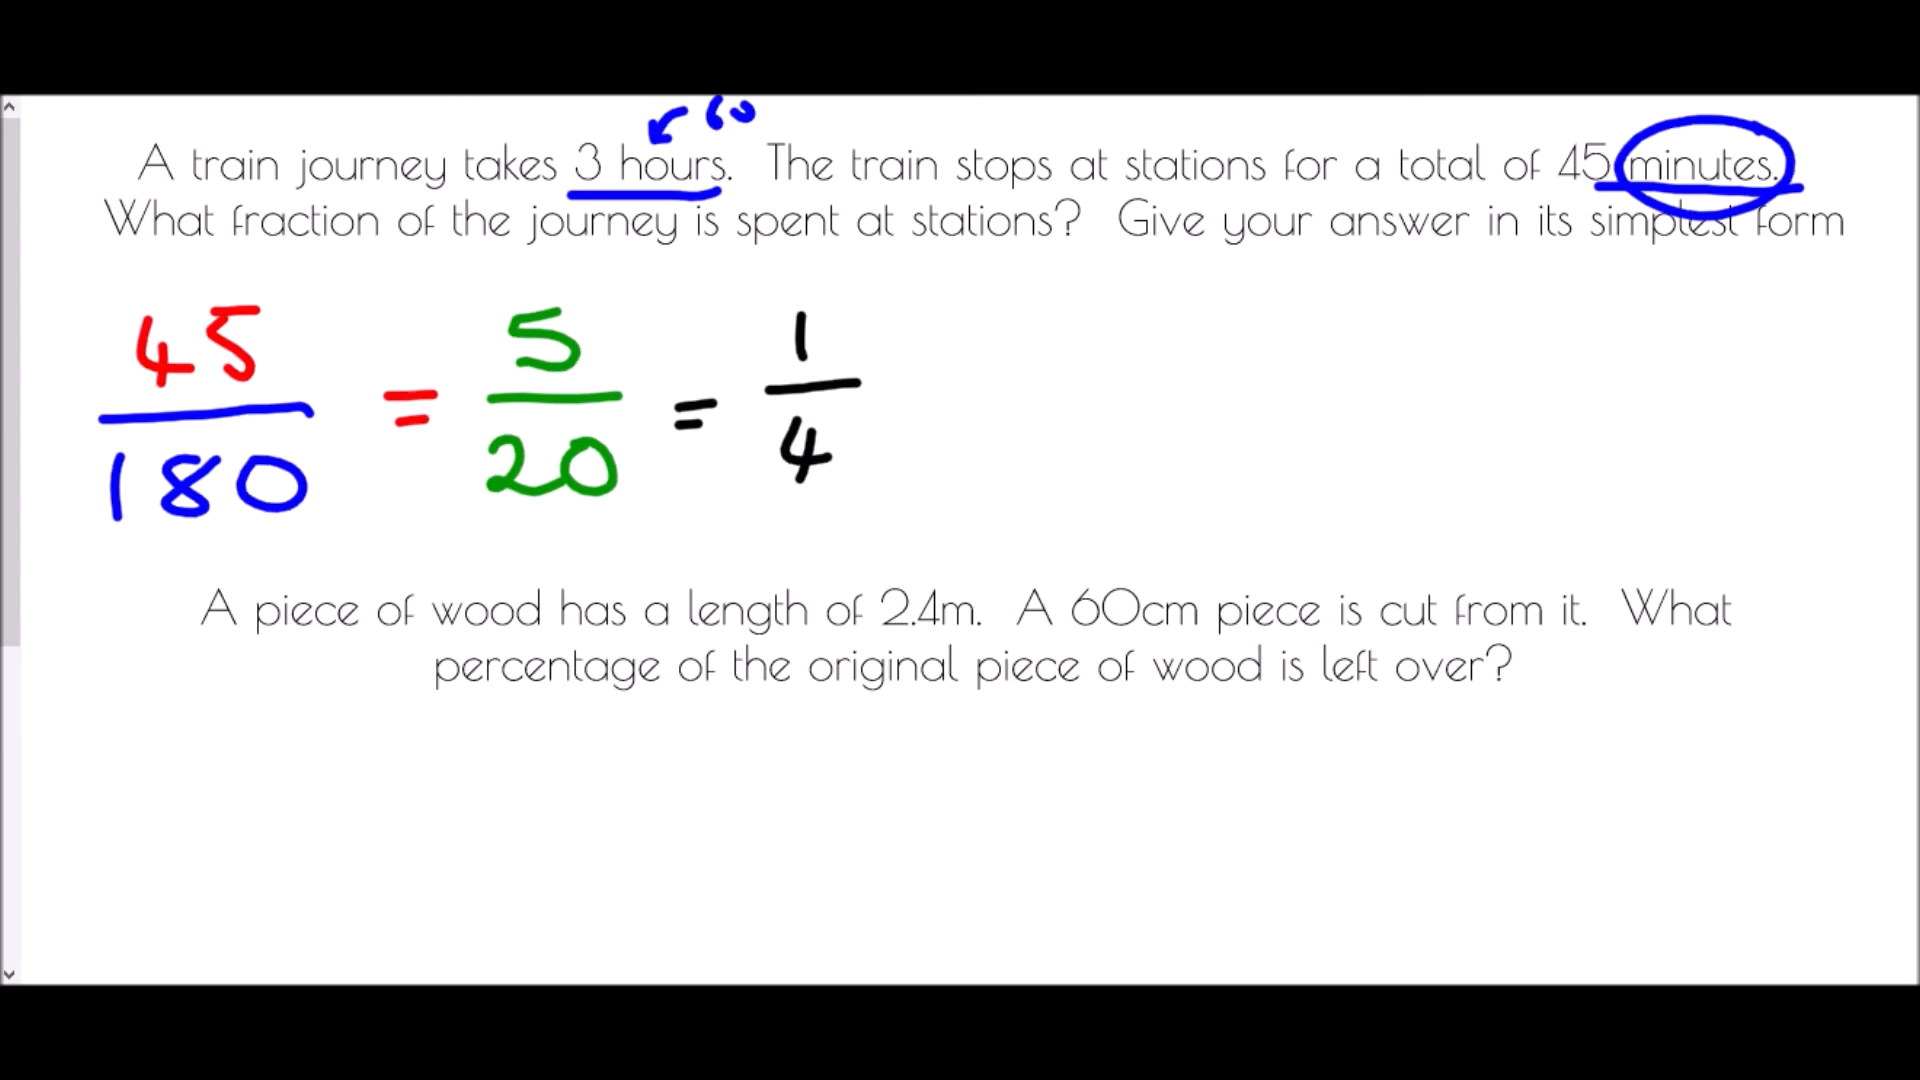 60
A train journey takes 3 hours. The train stops at stations for a total of 45 minutes.
What fraction of the journey is spent at stations? Give your answer in its simplest form
45 5 1
= =
180 20 4
A piece of wood has a length of 2.4m. A 60cm piece is cut from it. What
percentage of the original piece of wood is left over?